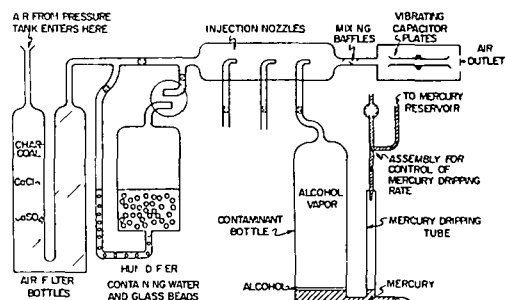 AIR FROM PRESSURE
TANK ENTERS HERE
INJECTION NOZZLES
MIXING
BAFFLES
VIBRATING
CAPACITOR
PLATES
AIR
OUTLET
TO MERCURY
RESERVOIR
CHAR-
COAL
CaCl₂
CaSO₄
ALCOHOL
VAPOR
ASSEMBLY FOR
CONTROL OF
MERCURY DRIPPING
RATE
CONTAMINANT
BOTTLE
MERCURY DRIPPING
TUBE
AIR FILTER
BOTTLES
HUMIDIFIER
CONTAINING WATER
AND GLASS BEADS
ALCOHOL
MERCURY